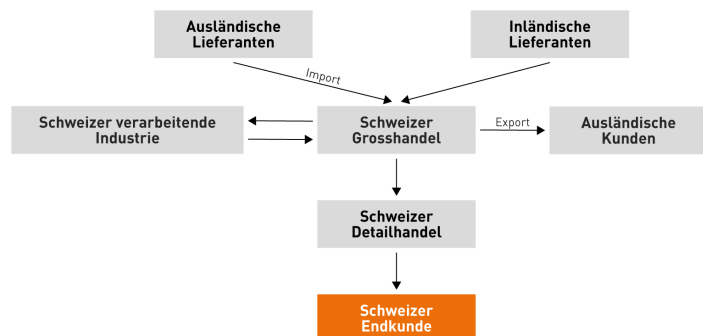 Ausländische
Lieferanten
Inländische
Lieferanten
Import
Schweizer verarbeitende
Industrie
Schweizer
Grosshandel
Export
Ausländische
Kunden
Schweizer
Detailhandel
Schweizer
Endkunde